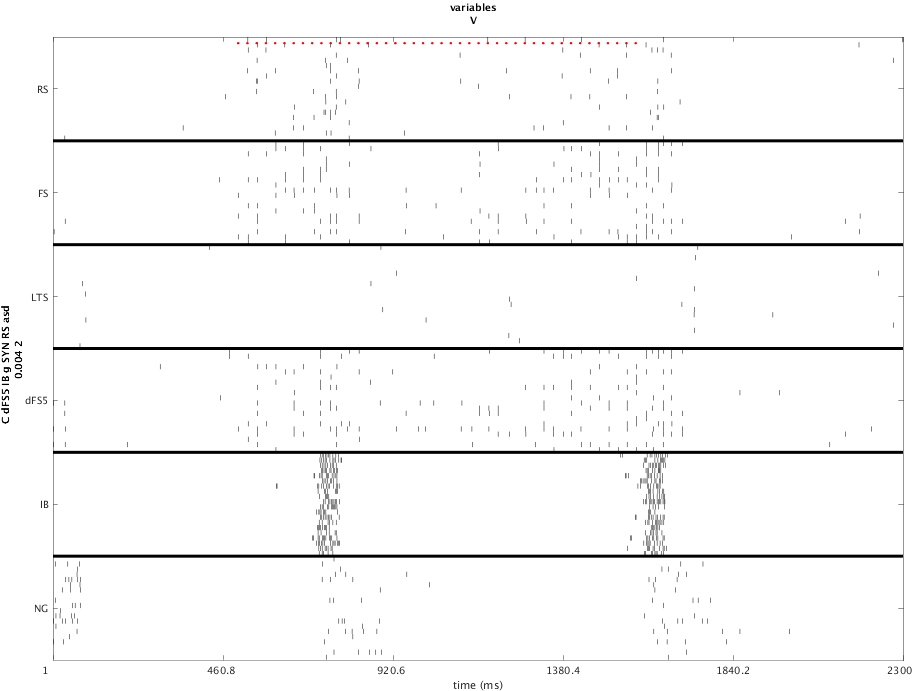 variables
V
RS
FS
LTS
dFS5
IB
NG
C dFS5 IB g SYN RS asd
0.004 2
1
460.8
920.6
1380.4
1840.2
2300
time (ms)